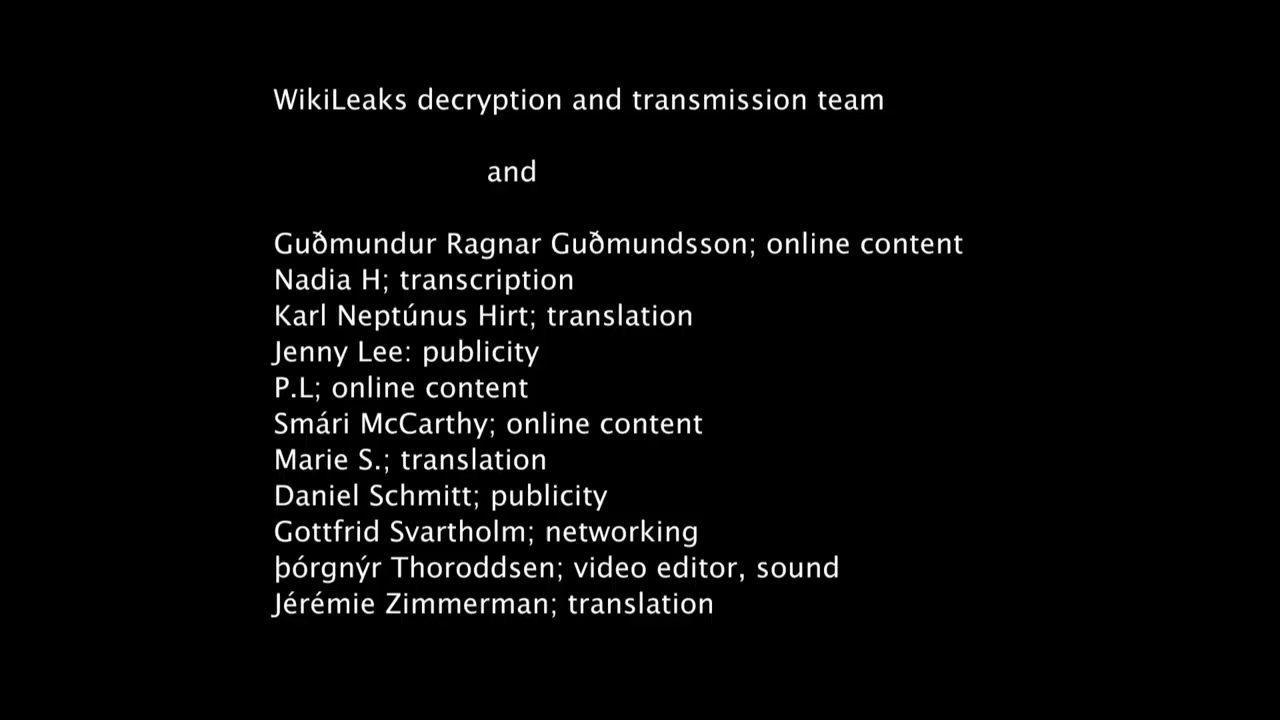 WikiLeaks decryption and transmission team
and
Guðmundur Ragnar Guðmundsson; online content
Nadia H; transcription
Karl Neptúnus Hirt; translation
Jenny Lee: publicity
P.L; online content
Smári McCarthy; online content
Marie S.; translation
Daniel Schmitt; publicity
Gottfrid Svartholm; networking
þórgnýr Thoroddsen; video editor, sound
Jérémie Zimmerman; translation